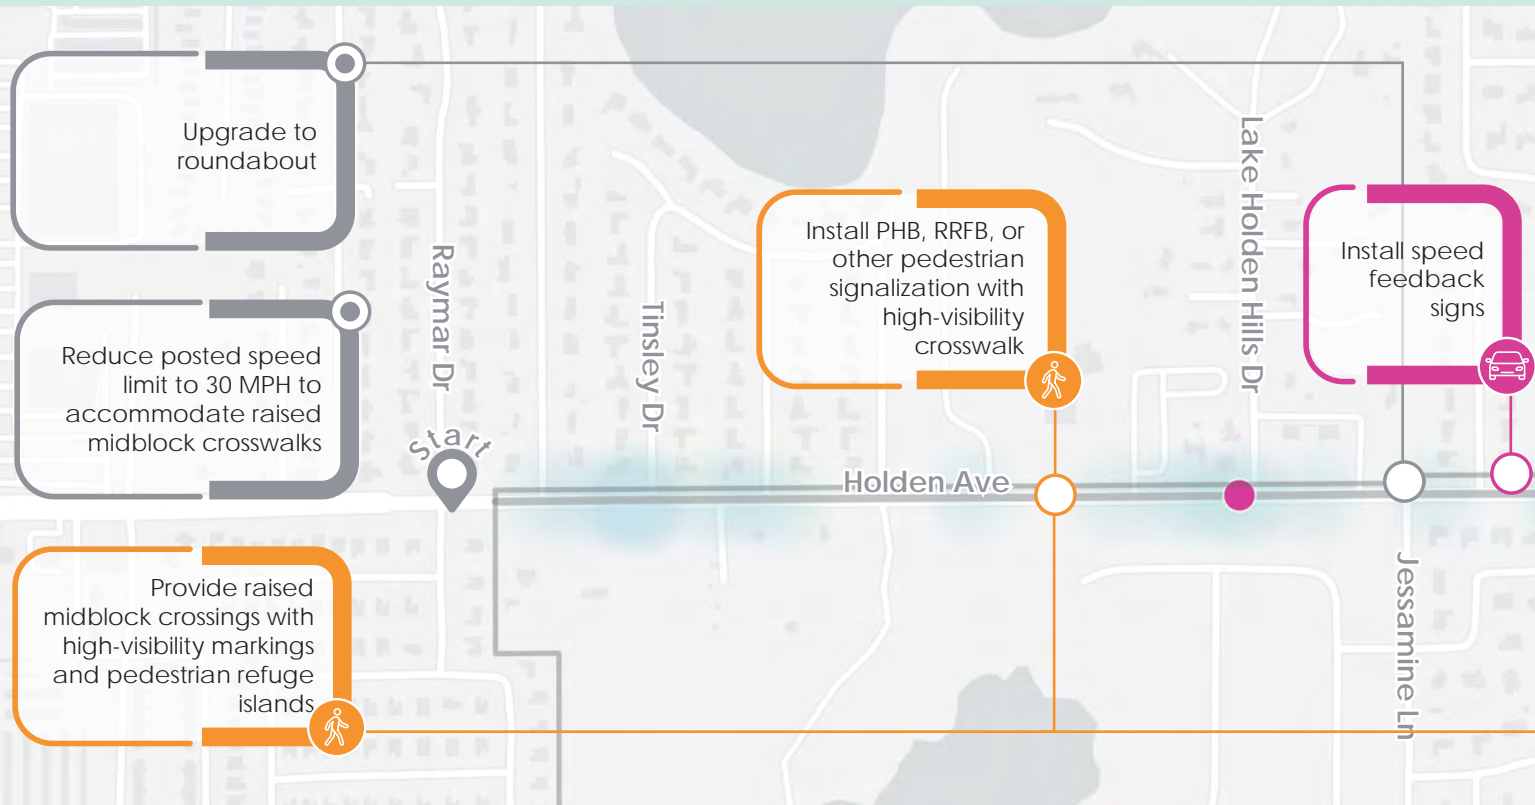 Upgrade to
roundabout
Reduce posted speed
limit to 30 MPH to
accommodate raised
midblock crosswalks
Provide raised
midblock crossings with
high-visibility markings
and pedestrian refuge
islands
Raymar Dr
Start
Tinsley Dr
Install PHB, RRFB, or
other pedestrian
signalization with
high-visibility
crosswalk
Holden Ave
Lake Holden Hills Dr
Install speed
feedback
signs
Jessamine Ln